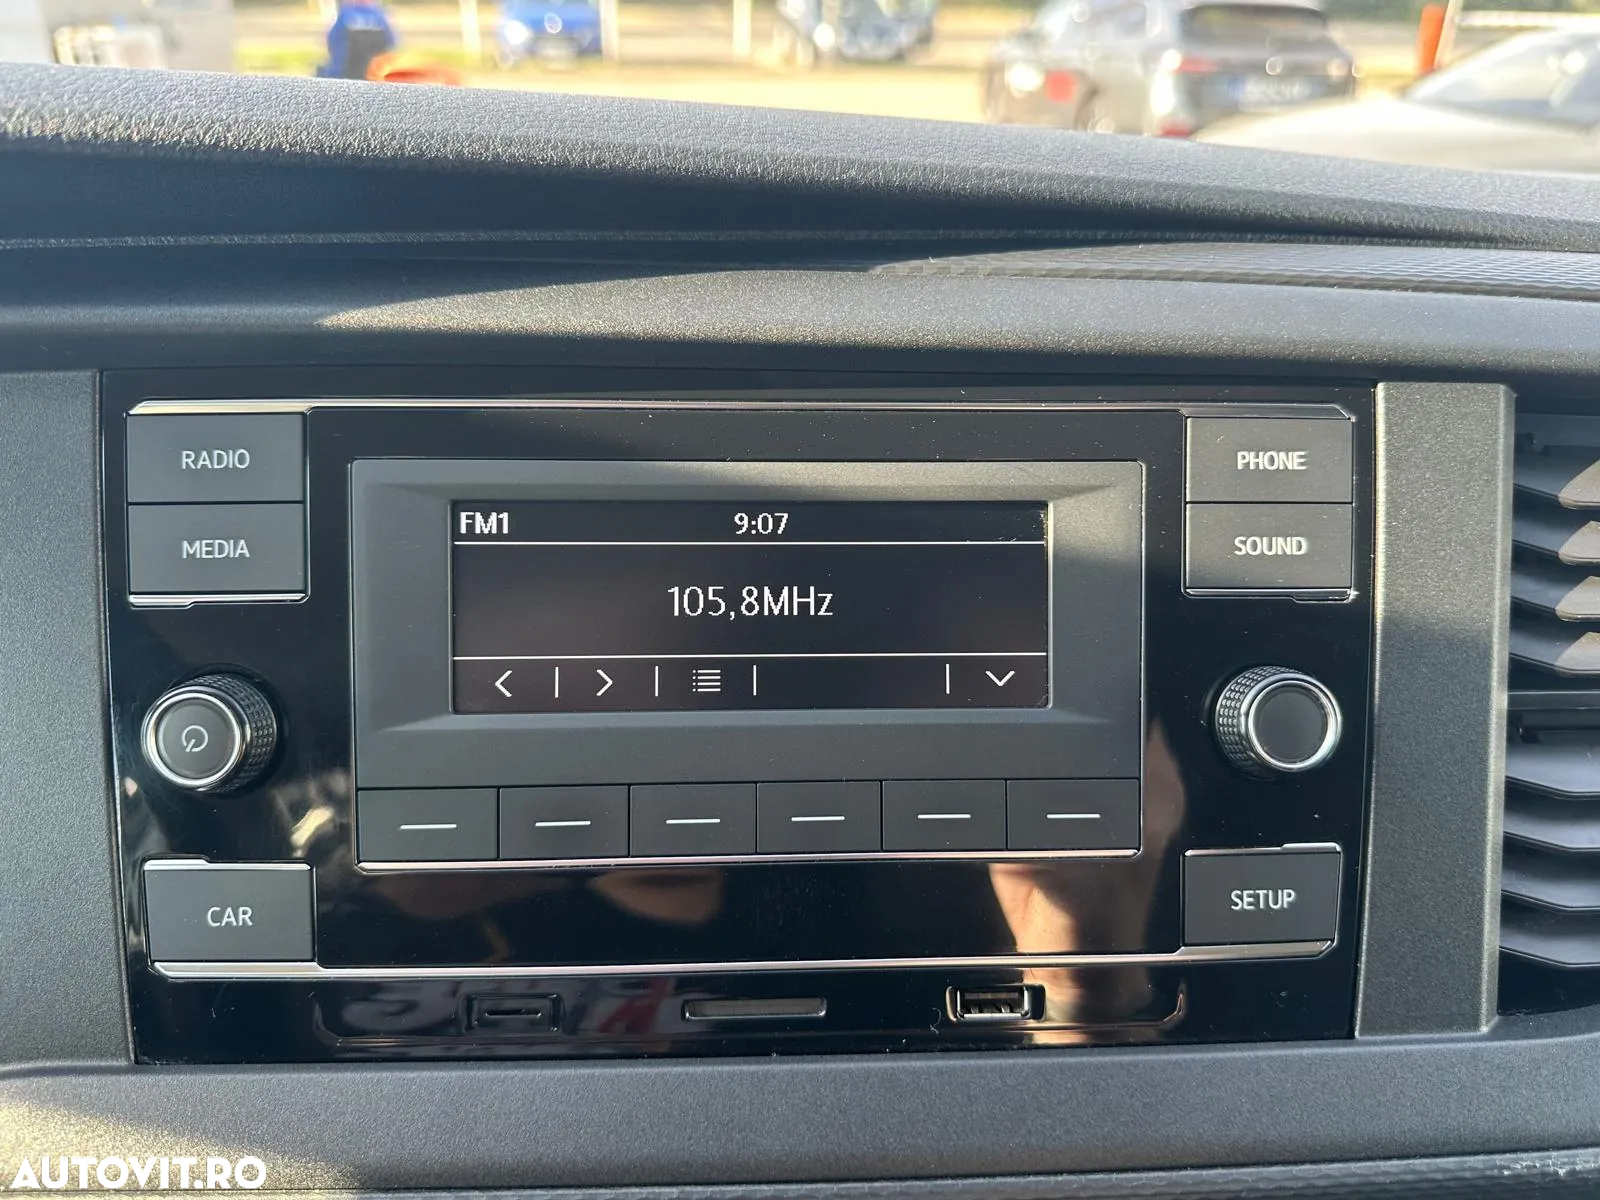 RADIO
PHONE
MEDIA
SOUND
FM1 9:07
105,8MHz
CAR
SETUP
AUTOVIT.RO